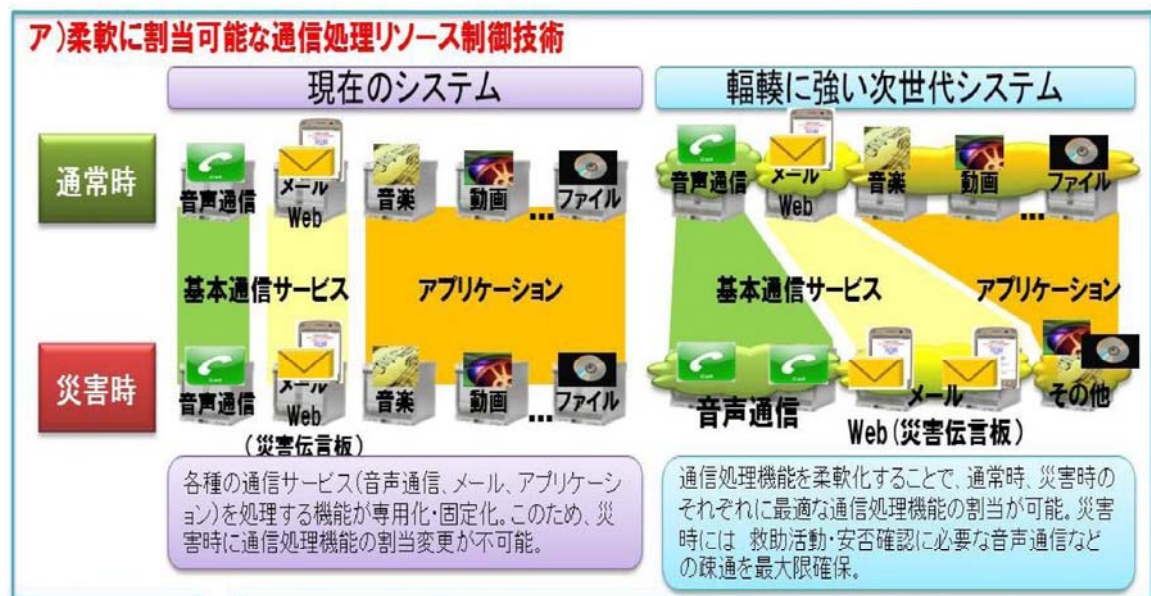 ア)柔軟に割当可能な通信処理リソース制御技術
現在のシステム
輻輳に強い次世代システム
通常時
音声通信
メール
Web
音楽
動画
...
ファイル
音声通信
メール
Web
音楽
動画
...
ファイル
基本通信サービス
アプリケーション
基本通信サービス
アプリケーション
災害時
音声通信
メール
Web
(災害伝言板)
音楽
動画
...
ファイル
音声通信
メール
Web(災害伝言板)
その他
各種の通信サービス(音声通信、メール、アプリケーシ
ョン)を処理する機能が専用化・固定化。このため、災
害時に通信処理機能の割当変更が不可能。
通信処理機能を柔軟化することで、通常時、災害時の
それぞれに最適な通信処理機能の割当が可能。災害
時には 救助活動・安否確認に必要な音声通信など
の疎通を最大限確保。